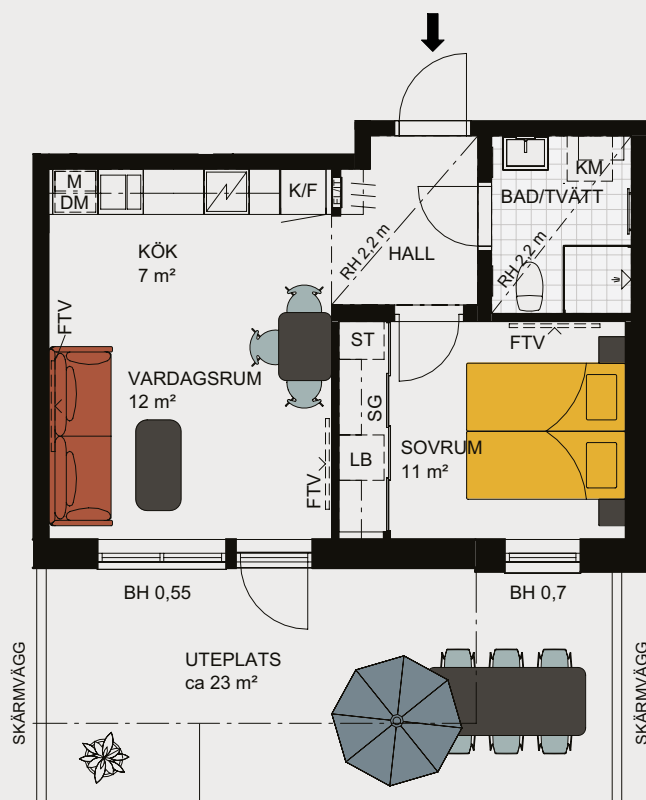 M
DM
K/F
ELC/IT
KM
BAD/TVÄTT
KÖK
7 m²
RH 2,2 m
HALL
RH 2,2 m
FTV
ST
FTV
VARDAGSRUM
12 m²
SG
SOVRUM
11 m²
LB
FTV
BH 0,55
BH 0,7
UTEPLATS
ca 23 m²
SKÄRMVÄGG
SKÄRMVÄGG